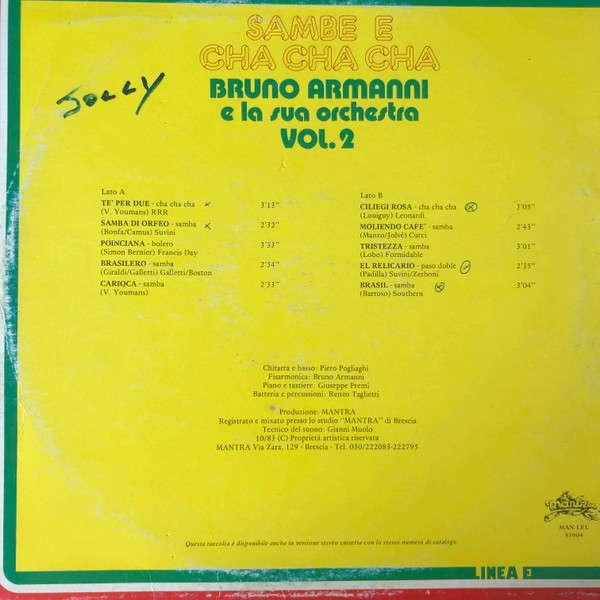 SAMBE E
CHA CHA CHA
BRUNO ARMANNI
e la sua orchestra
VOL. 2
JOLLY
Lato A
TE' PER DUE - cha cha cha 3'13"
(V. Youmans) RRR
SAMBA DI ORFEO - samba 2'32"
(Bonfa/Camus) Suvini
POINCIANA - bolero 3'33"
(Simon Bernier) Francis Day
BRASILERO - samba 2'54"
(Giraldi/Galletti) Galletti/Boston
CARIOCA - samba 2'33"
(V. Youmans)
Lato B
CILIEGI ROSA - cha cha cha 3'05"
(Louiguy) Leonardi
MOLIENDO CAFE' - samba 2'43"
(Manzo/Jolvè) Curci
TRISTEZZA - samba 3'01"
(Lobo) Formidable
EL RELICARIO - paso doble 2'35"
(Padilla) Suvini/Zerboni
BRASIL - samba 3'04"
(Barroso) Southern
Chitarra e basso: Piero Pogliaghi
Fisarmonica: Bruno Armanni
Piano e tastiere: Giuseppe Premi
Batteria e percussioni: Renzo Taglietti
Produzione: MANTRA
Registrato e mixato presso lo studio "MANTRA" di Brescia
Tecnico del suono: Gianni Muolo
10/83 (C) Proprietà artistica riservata
MANTRA Via Zara, 129 - Brescia - Tel. 030/222083-222795
mantra
MAN LEL
83004
Questa raccolta è disponibile anche in versione stereo cassetta con lo stesso numero di catalogo
LINEA E